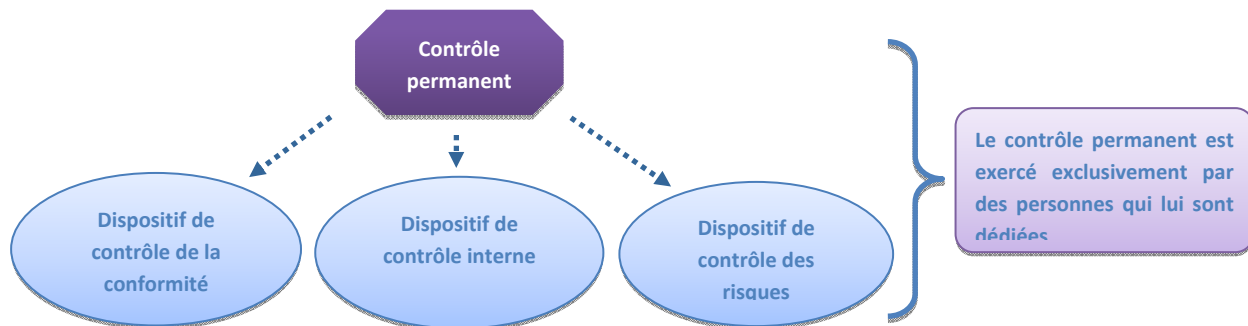 Contrôle
permanent
Dispositif de
contrôle de la
conformité
Dispositif de
contrôle interne
Dispositif de
contrôle des
risques
Le contrôle permanent est
exercé exclusivement par
des personnes qui lui sont
dédiées